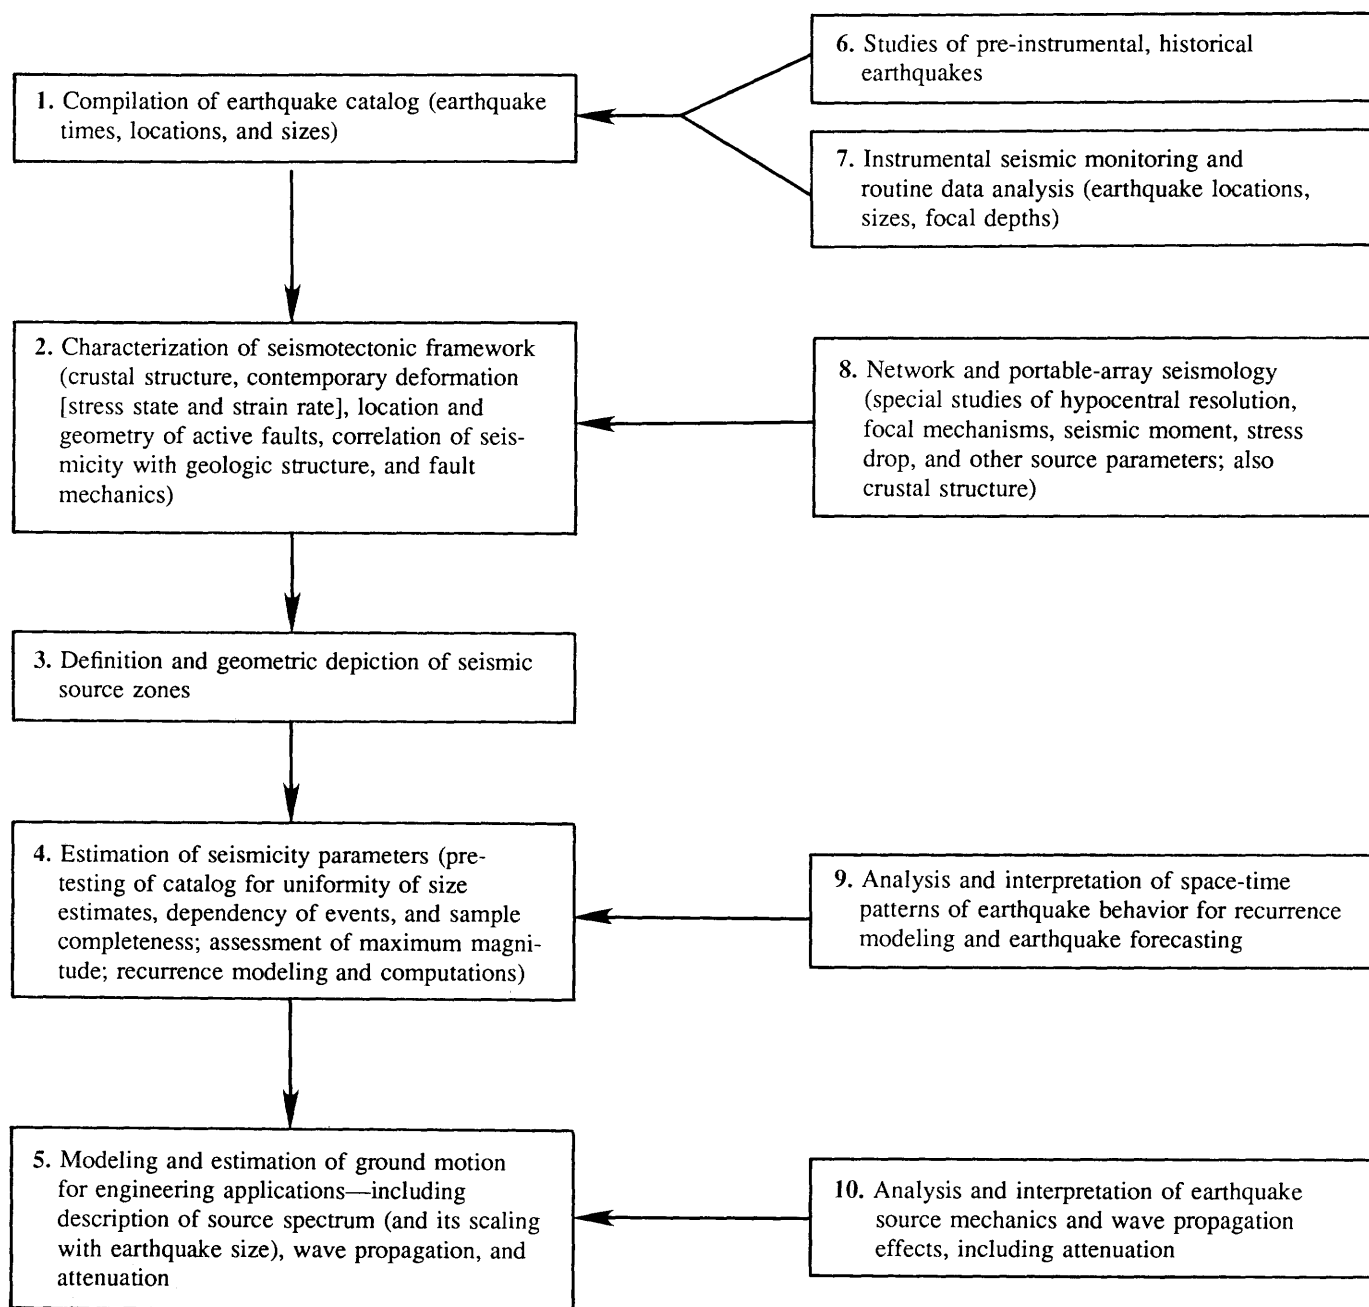 1. Compilation of earthquake catalog (earthquake
times, locations, and sizes)
6. Studies of pre-instrumental, historical
earthquakes
7. Instrumental seismic monitoring and
routine data analysis (earthquake locations,
sizes, focal depths)
2. Characterization of seismotectonic framework
(crustal structure, contemporary deformation
[stress state and strain rate], location and
geometry of active faults, correlation of seis-
micity with geologic structure, and fault
mechanics)
8. Network and portable-array seismology
(special studies of hypocentral resolution,
focal mechanisms, seismic moment, stress
drop, and other source parameters; also
crustal structure)
3. Definition and geometric depiction of seismic
source zones
4. Estimation of seismicity parameters (pre-
testing of catalog for uniformity of size
estimates, dependency of events, and sample
completeness; assessment of maximum magni-
tude; recurrence modeling and computations)
9. Analysis and interpretation of space-time
patterns of earthquake behavior for recurrence
modeling and earthquake forecasting
5. Modeling and estimation of ground motion
for engineering applications—including
description of source spectrum (and its scaling
with earthquake size), wave propagation, and
attenuation
10. Analysis and interpretation of earthquake
source mechanics and wave propagation
effects, including attenuation